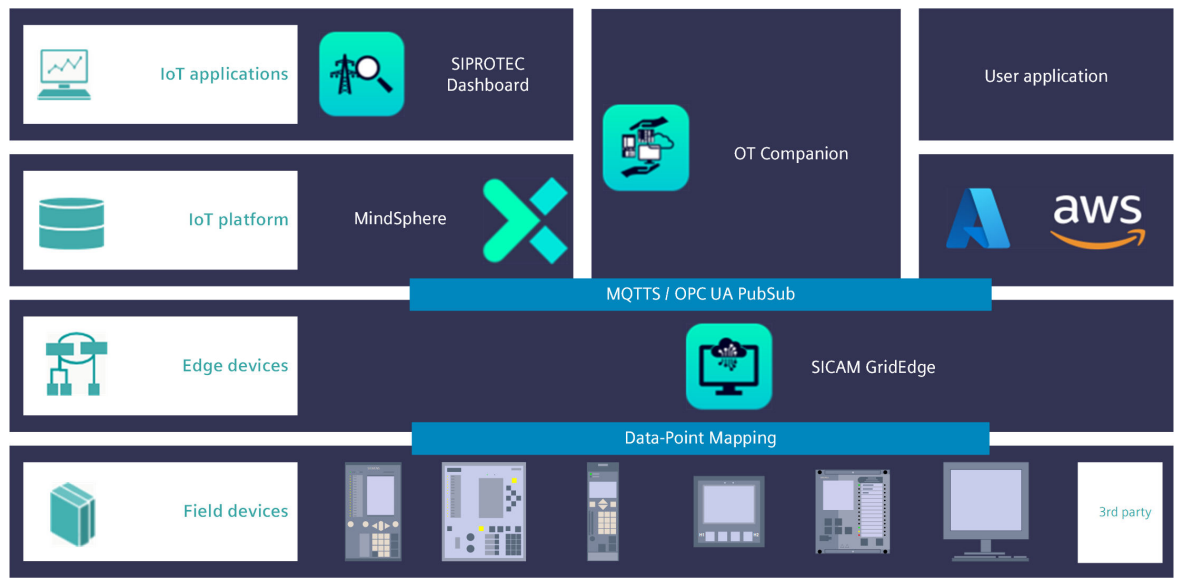 IoT applications
SIPROTEC
Dashboard
User application
OT Companion
IoT platform
MindSphere
aws
MQTTS / OPC UA PubSub
Edge devices
SICAM GridEdge
Data-Point Mapping
Field devices
3rd party